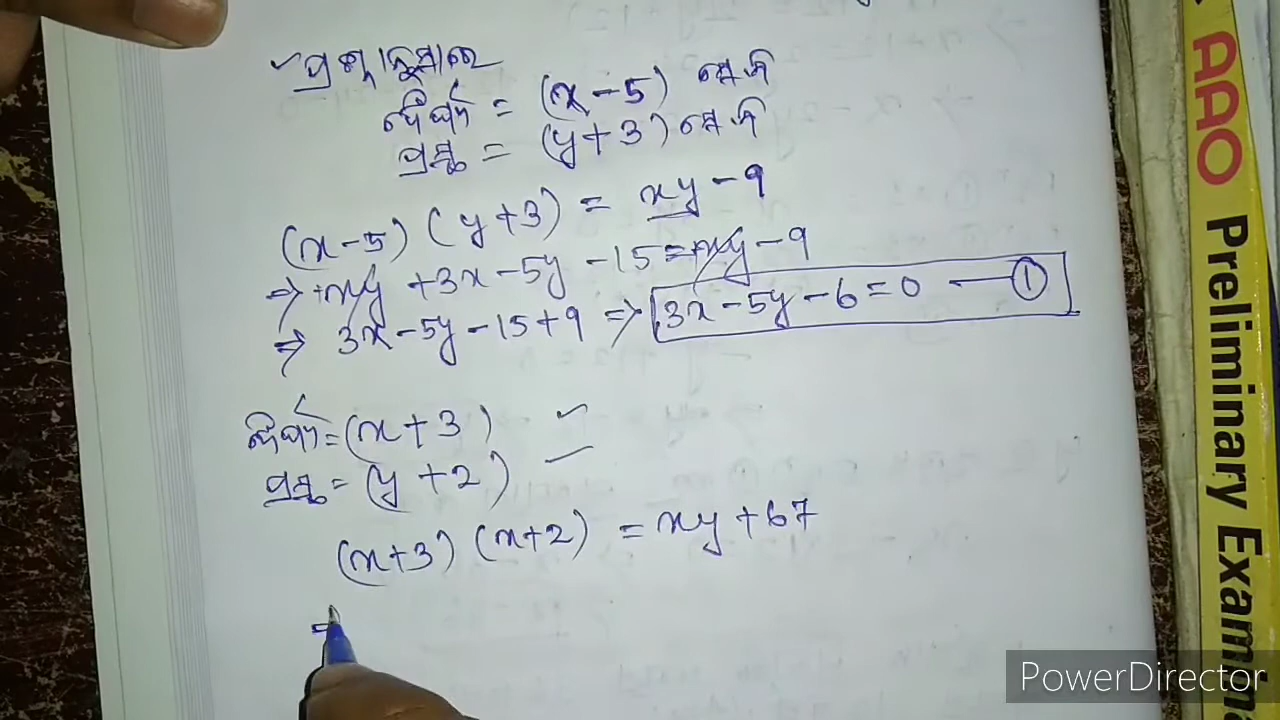 ପ୍ରଶ୍ନାନୁସାରେ
ଦୈର୍ଘ୍ୟ = (x-5) ସେ.ମି
ପ୍ରସ୍ଥ = (y+3) ସେ.ମି
(x-5) (y+3) = xy-9
⇒ +xy +3x-5y -15=+xy-9
⇒ 3x-5y-15+9 ⇒ 3x-5y-6=0 — ①
ଦୈର୍ଘ୍ୟ=(x+3)
ପ୍ରସ୍ଥ=(y+2)
(x+3) (x+2) = xy+67
AAO Preliminary Exam
PowerDirector